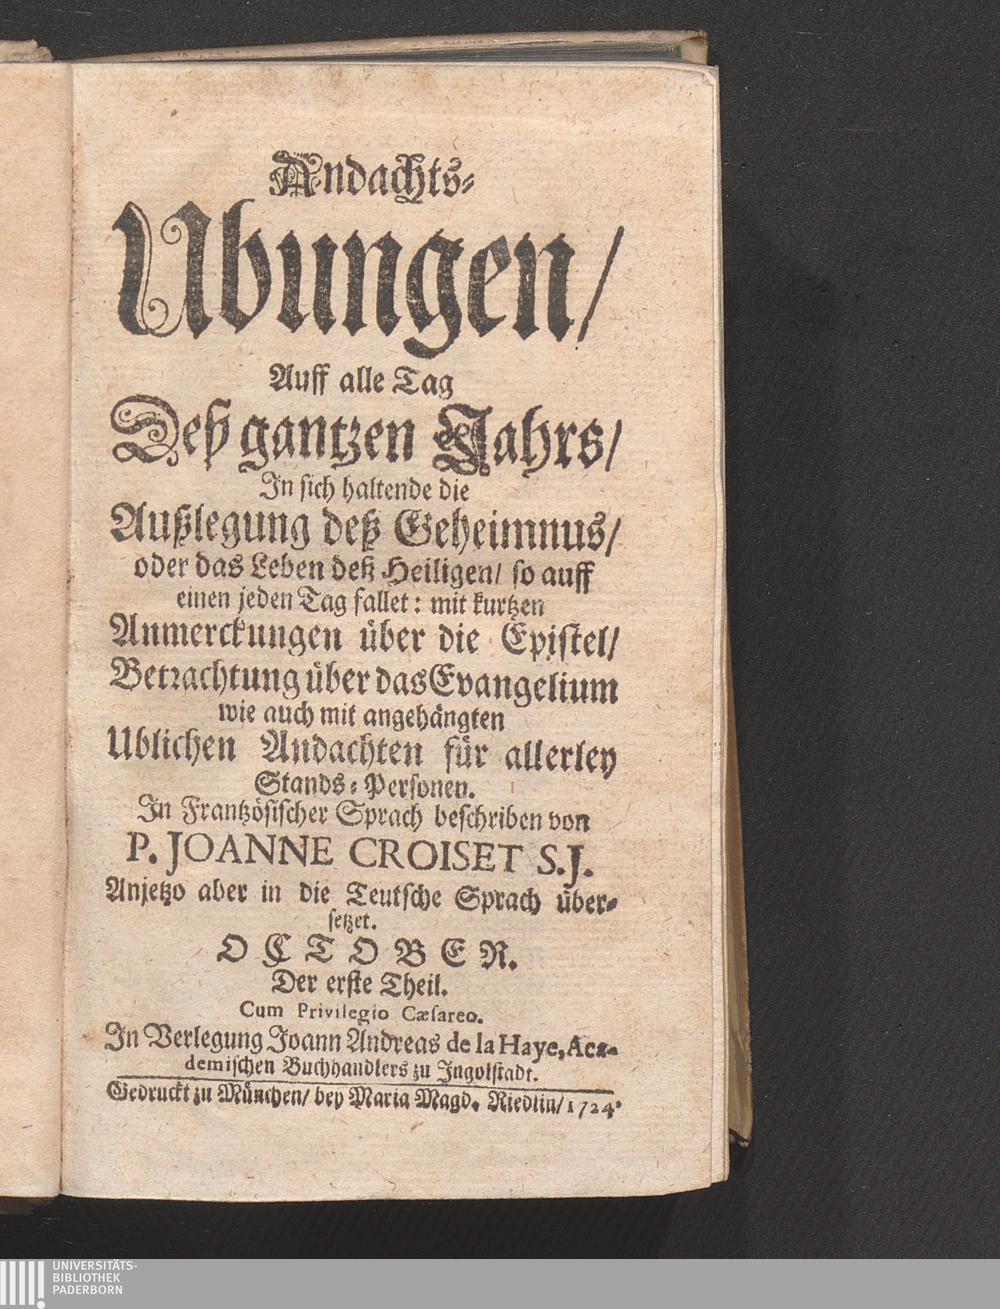 Andachts-
Ubungen/
Auff alle Tag
Deß gantzen Jahrs/
In sich haltende die
Außlegung deß Geheimnus/
oder das Leben deß Heiligen/ so auff
einen jeden Tag fallet: mit kurtzen
Anmerckungen über die Epistel/
Betrachtung über das Evangelium
wie auch mit angehängten
Ublichen Andachten für allerley
Stands-Personen.
In Frantzösischer Sprach beschriben von
P. JOANNE CROISET S.J.
Anjetzo aber in die Teutsche Sprach über-
setzet.
OCTOBER.
Der erste Theil.
Cum Privilegio Cæsareo.
In Verlegung Joann Andreas de la Haye, Aca-
demischen Buchhandlers zu Ingolstadt.
Gedruckt zu München/ bey Maria Magd. Riedlin/ 1724.
UNIVERSITÄTS-
BIBLIOTHEK
PADERBORN